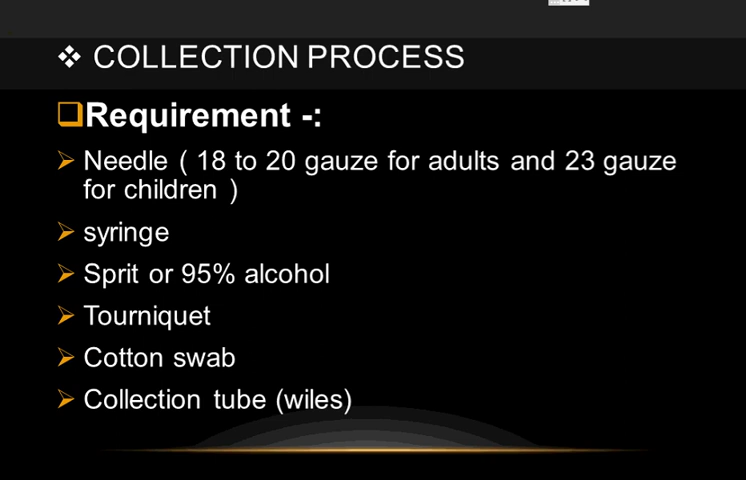 ❖ COLLECTION PROCESS
❑Requirement -:
➢ Needle ( 18 to 20 gauze for adults and 23 gauze
for children )
➢ syringe
➢ Sprit or 95% alcohol
➢ Tourniquet
➢ Cotton swab
➢ Collection tube (wiles)